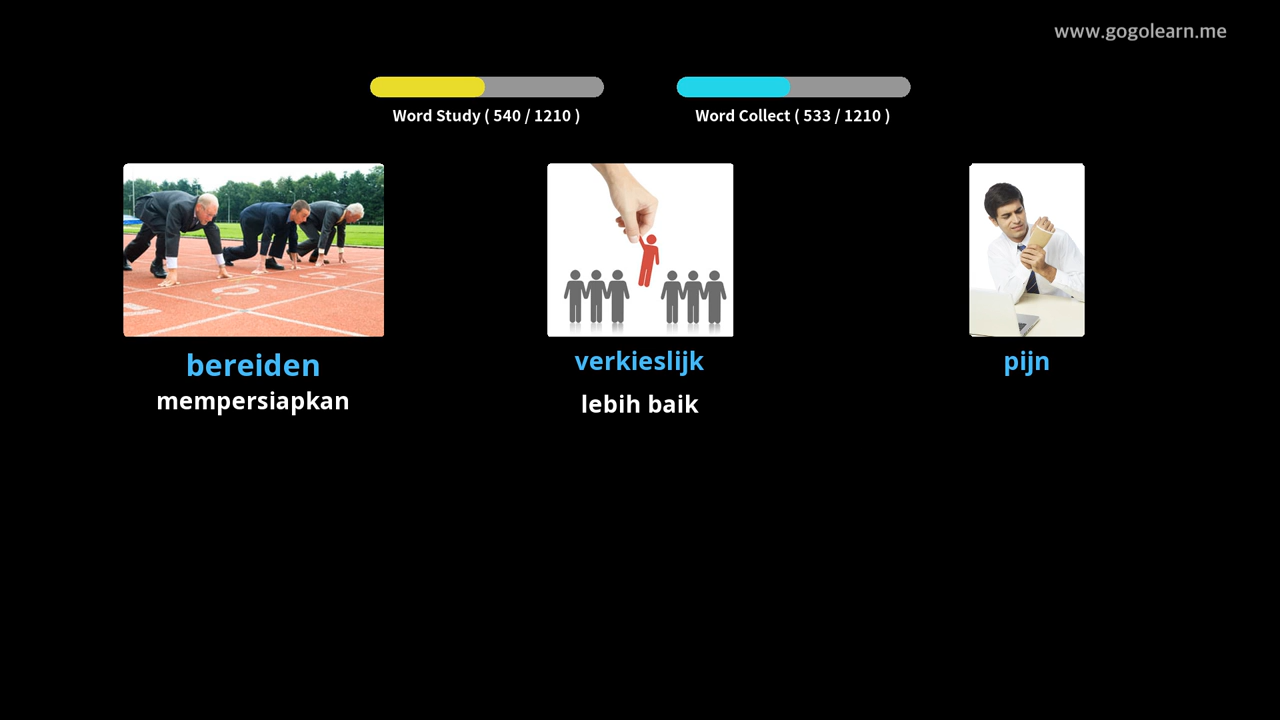 www.gogolearn.me
Word Study ( 540 / 1210 )
Word Collect ( 533 / 1210 )
bereiden
mempersiapkan
verkieslijk
lebih baik
pijn